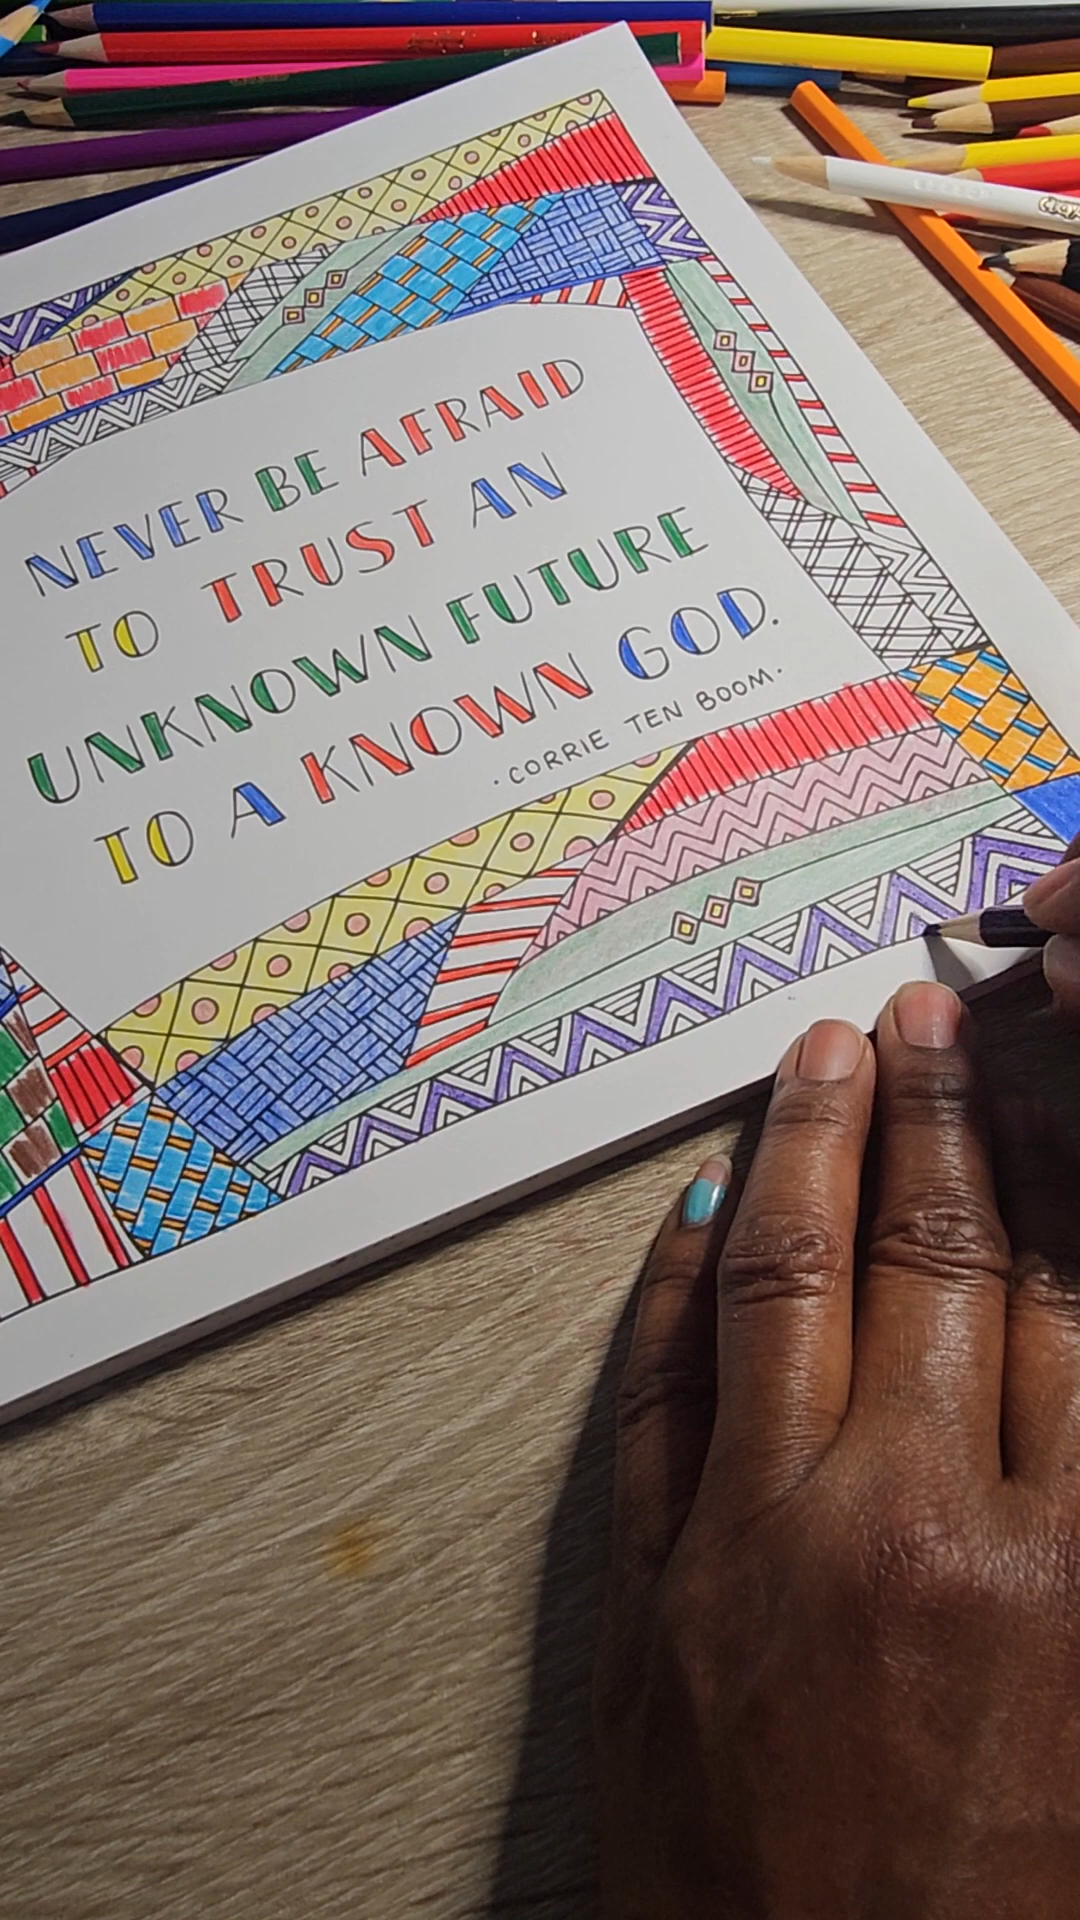 NEVER BE AFRAID
TO TRUST AN
UNKNOWN FUTURE
TO A KNOWN GOD.
· CORRIE TEN BOOM ·